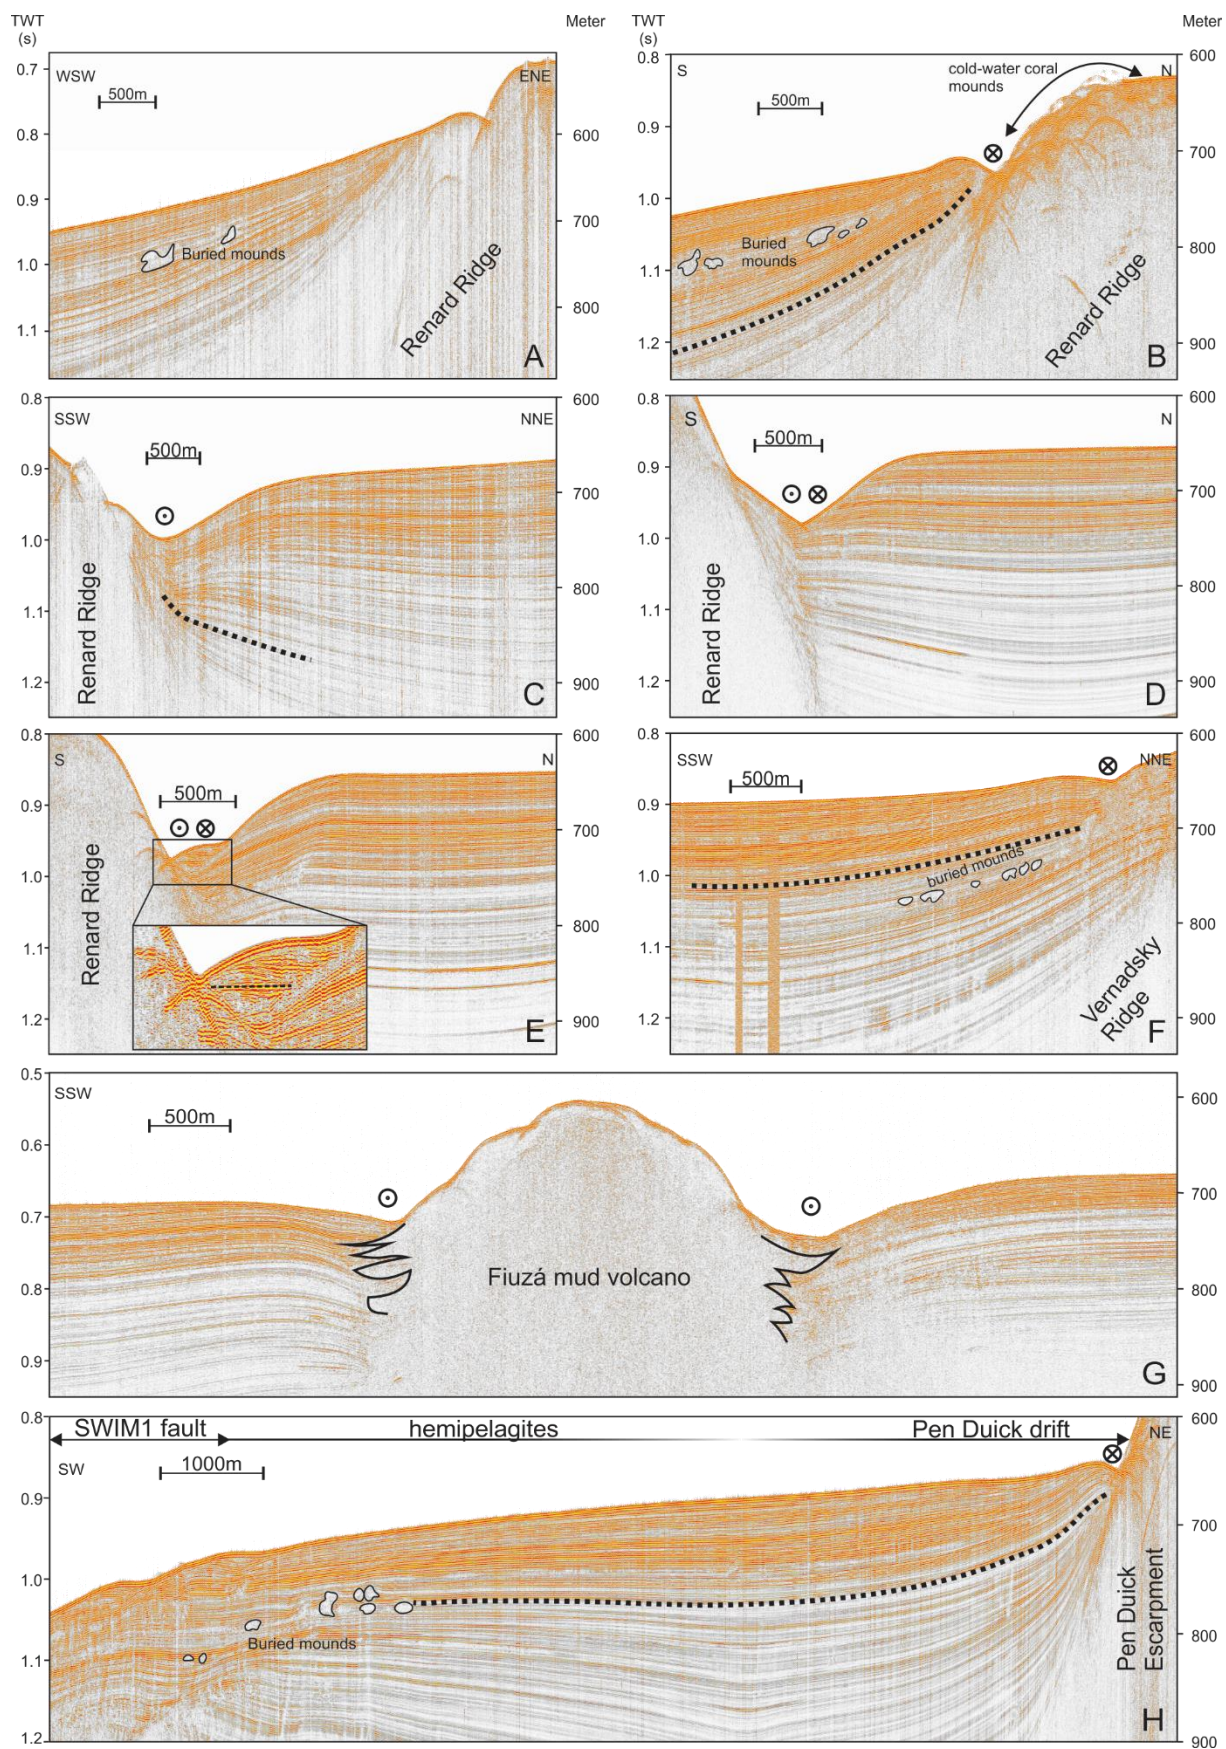 TWT
(s)
Meter
TWT
(s)
Meter
0.7
0.8
0.9
1.0
1.1
WSW
ENE
500m
Buried mounds
Renard Ridge
A
600
700
800
0.8
0.9
1.0
1.1
1.2
S
N
cold-water coral
mounds
500m
Buried
mounds
Renard Ridge
B
600
700
800
900
0.8
0.9
1.0
1.1
1.2
SSW
NNE
500m
Renard Ridge
C
600
700
800
900
0.8
0.9
1.0
1.1
1.2
S
N
500m
Renard Ridge
D
600
700
800
900
0.8
0.9
1.0
1.1
1.2
S
N
500m
Renard Ridge
E
600
700
800
900
0.8
0.9
1.0
1.1
1.2
SSW
NNE
500m
buried mounds
Vernadsky
Ridge
F
600
700
800
900
0.5
0.6
0.7
0.8
0.9
SSW
500m
Fiuzá mud volcano
G
600
700
800
900
0.8
0.9
1.0
1.1
1.2
SWIM1 fault
hemipelagites
Pen Duick drift
SW
NE
1000m
Buried mounds
Pen Duick
Escarpment
H
600
700
800
900